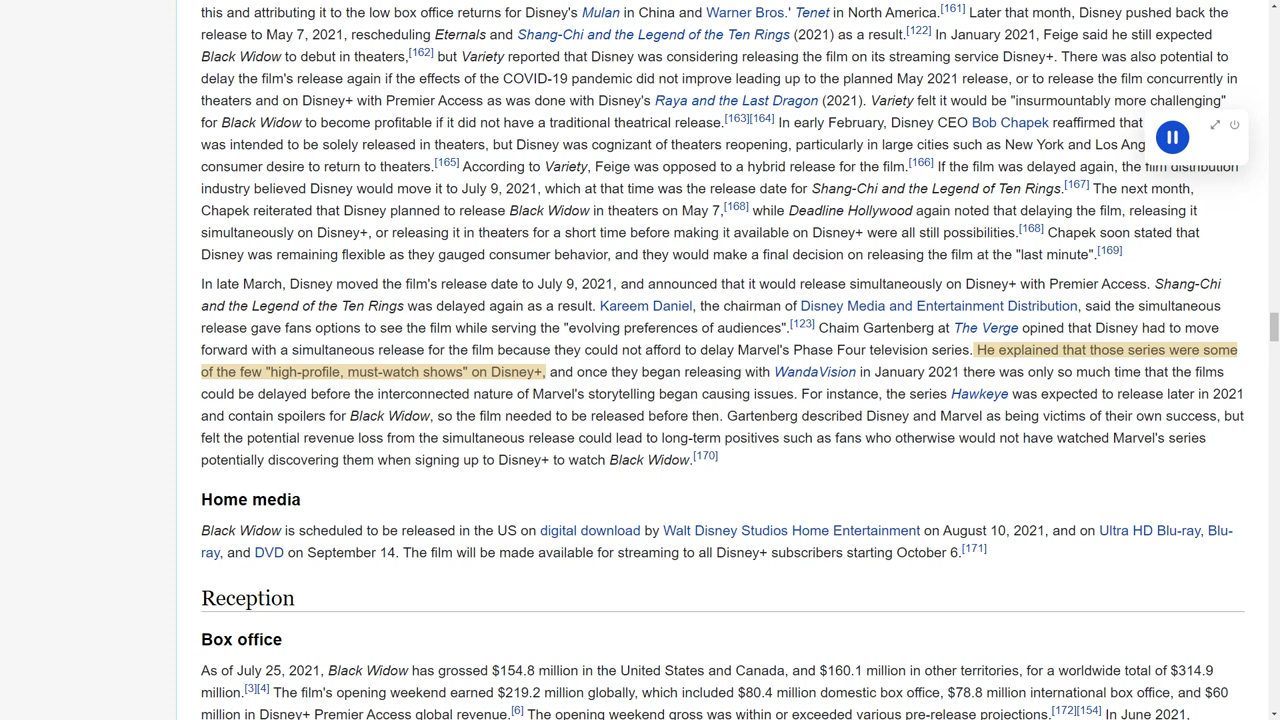 this and attributing it to the low box office returns for Disney's Mulan in China and Warner Bros.' Tenet in North America.[161] Later that month, Disney pushed back the
release to May 7, 2021, rescheduling Eternals and Shang-Chi and the Legend of the Ten Rings (2021) as a result.[122] In January 2021, Feige said he still expected
Black Widow to debut in theaters,[162] but Variety reported that Disney was considering releasing the film on its streaming service Disney+. There was also potential to
delay the film's release again if the effects of the COVID-19 pandemic did not improve leading up to the planned May 2021 release, or to release the film concurrently in
theaters and on Disney+ with Premier Access as was done with Disney's Raya and the Last Dragon (2021). Variety felt it would be "insurmountably more challenging"
for Black Widow to become profitable if it did not have a traditional theatrical release.[163][164] In early February, Disney CEO Bob Chapek reaffirmed that
was intended to be solely released in theaters, but Disney was cognizant of theaters reopening, particularly in large cities such as New York and Los Ang
consumer desire to return to theaters.[165] According to Variety, Feige was opposed to a hybrid release for the film.[166] If the film was delayed again, the film distribution
industry believed Disney would move it to July 9, 2021, which at that time was the release date for Shang-Chi and the Legend of Ten Rings.[167] The next month,
Chapek reiterated that Disney planned to release Black Widow in theaters on May 7,[168] while Deadline Hollywood again noted that delaying the film, releasing it
simultaneously on Disney+, or releasing it in theaters for a short time before making it available on Disney+ were all still possibilities.[168] Chapek soon stated that
Disney was remaining flexible as they gauged consumer behavior, and they would make a final decision on releasing the film at the "last minute".[169]
In late March, Disney moved the film's release date to July 9, 2021, and announced that it would release simultaneously on Disney+ with Premier Access. Shang-Chi
and the Legend of the Ten Rings was delayed again as a result. Kareem Daniel, the chairman of Disney Media and Entertainment Distribution, said the simultaneous
release gave fans options to see the film while serving the "evolving preferences of audiences".[123] Chaim Gartenberg at The Verge opined that Disney had to move
forward with a simultaneous release for the film because they could not afford to delay Marvel's Phase Four television series. He explained that those series were some
of the few "high-profile, must-watch shows" on Disney+, and once they began releasing with WandaVision in January 2021 there was only so much time that the films
could be delayed before the interconnected nature of Marvel's storytelling began causing issues. For instance, the series Hawkeye was expected to release later in 2021
and contain spoilers for Black Widow, so the film needed to be released before then. Gartenberg described Disney and Marvel as being victims of their own success, but
felt the potential revenue loss from the simultaneous release could lead to long-term positives such as fans who otherwise would not have watched Marvel's series
potentially discovering them when signing up to Disney+ to watch Black Widow.[170]
Home media
Black Widow is scheduled to be released in the US on digital download by Walt Disney Studios Home Entertainment on August 10, 2021, and on Ultra HD Blu-ray, Blu-
ray, and DVD on September 14. The film will be made available for streaming to all Disney+ subscribers starting October 6.[171]
Reception
Box office
As of July 25, 2021, Black Widow has grossed $154.8 million in the United States and Canada, and $160.1 million in other territories, for a worldwide total of $314.9
million.[3][4] The film's opening weekend earned $219.2 million globally, which included $80.4 million domestic box office, $78.8 million international box office, and $60
million in Disney+ Premier Access global revenue.[6] The opening weekend gross was within or exceeded various pre-release projections.[172][154] In June 2021,